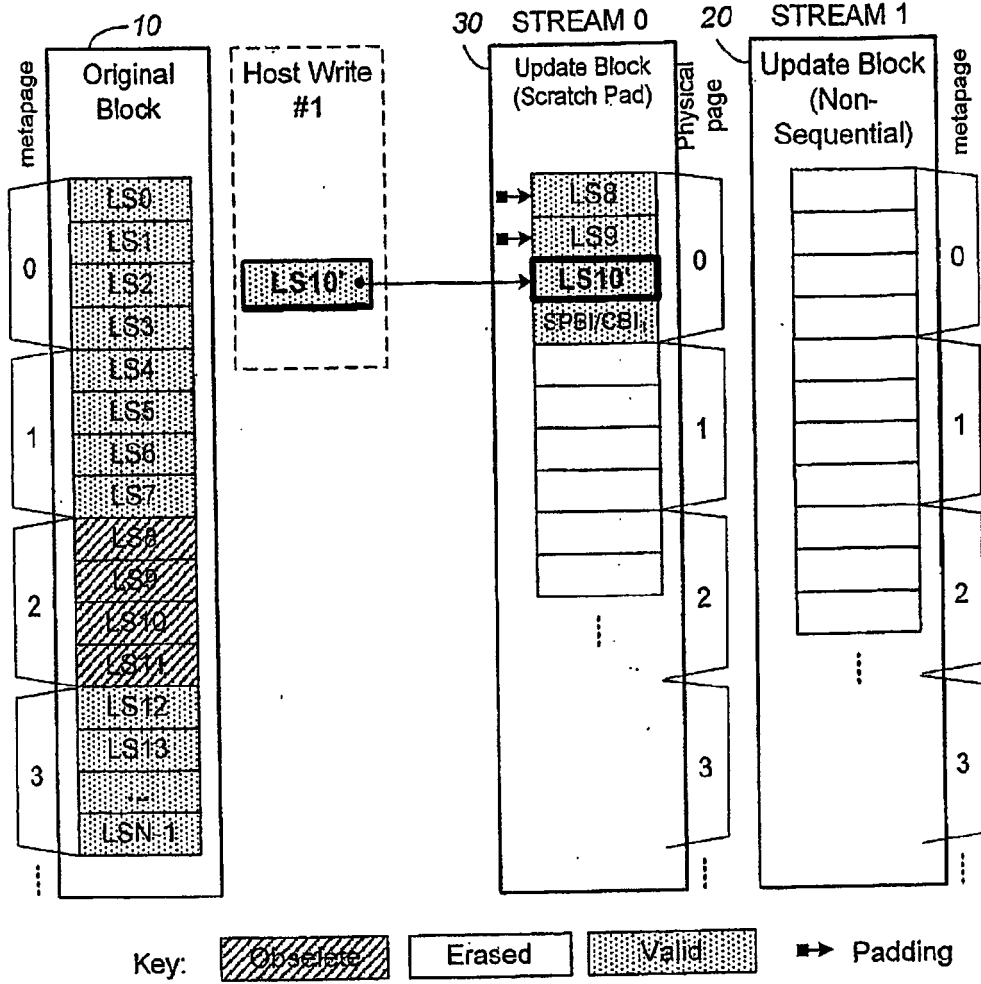 10
30
STREAM 0
20
STREAM 1
metapage
Original
Block
LS0
LS1
LS2
LS3
LS4
LS5
LS6
LS7
LS8
LS9
LS10
LS11
LS12
LS13
...
LSN-1
0
1
2
3
Host Write
#1
LS10'
Update Block
(Scratch Pad)
Physical
page
LS8
LS9
LS10'
SPBI/CBI
0
1
2
3
Update Block
(Non-
Sequential)
metapage
0
1
2
3
Key:
Obselete
Erased
Valid
Padding